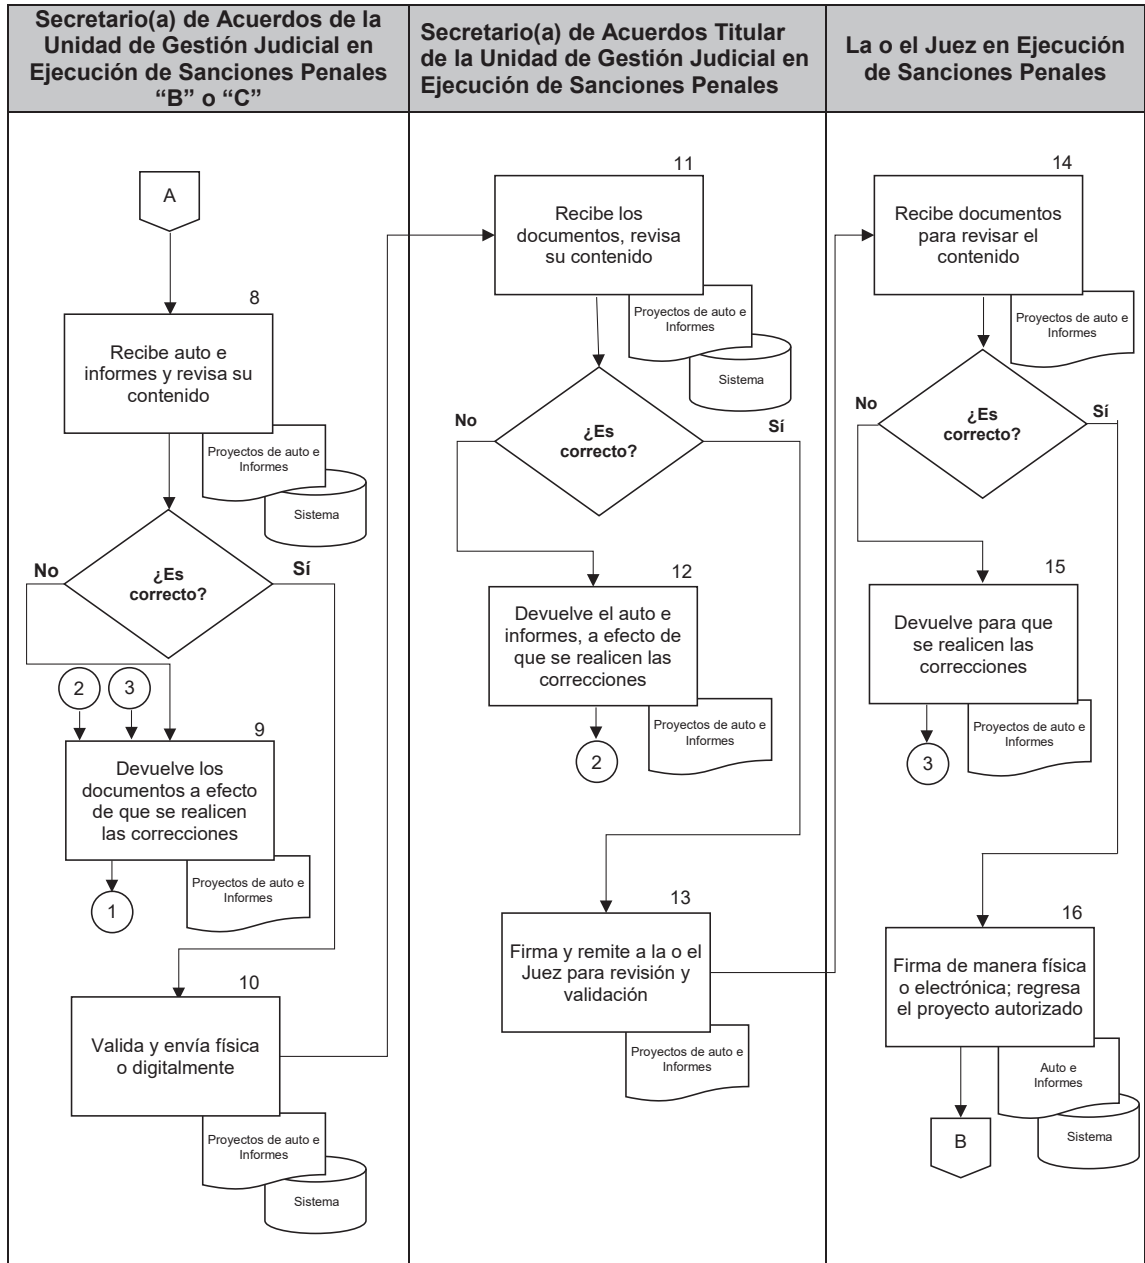 Secretario(a) de Acuerdos de la
Unidad de Gestión Judicial en
Ejecución de Sanciones Penales
“B” o “C”
Secretario(a) de Acuerdos Titular
de la Unidad de Gestión Judicial en
Ejecución de Sanciones Penales
La o el Juez en Ejecución
de Sanciones Penales
A
8
Recibe auto e
informes y revisa su
contenido
Proyectos de auto e
Informes
Sistema
¿Es
correcto?
No
Sí
2
3
9
Devuelve los
documentos a efecto
de que se realicen
las correcciones
Proyectos de auto e
Informes
1
10
Valida y envía física
o digitalmente
Proyectos de auto e
Informes
Sistema
11
Recibe los
documentos, revisa
su contenido
Proyectos de auto e
Informes
Sistema
¿Es
correcto?
No
Sí
12
Devuelve el auto e
informes, a efecto de
que se realicen las
correcciones
Proyectos de auto e
Informes
2
13
Firma y remite a la o el
Juez para revisión y
validación
Proyectos de auto e
Informes
14
Recibe documentos
para revisar el
contenido
Proyectos de auto e
Informes
¿Es
correcto?
No
Sí
15
Devuelve para que
se realicen las
correcciones
Proyectos de auto e
Informes
3
16
Firma de manera física
o electrónica; regresa
el proyecto autorizado
Auto e
Informes
Sistema
B